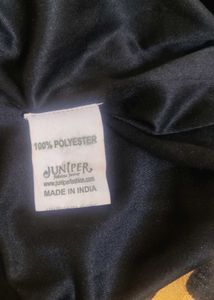 100% POLYESTER
JUNIPER
www.juniperfashion.com
MADE IN INDIA